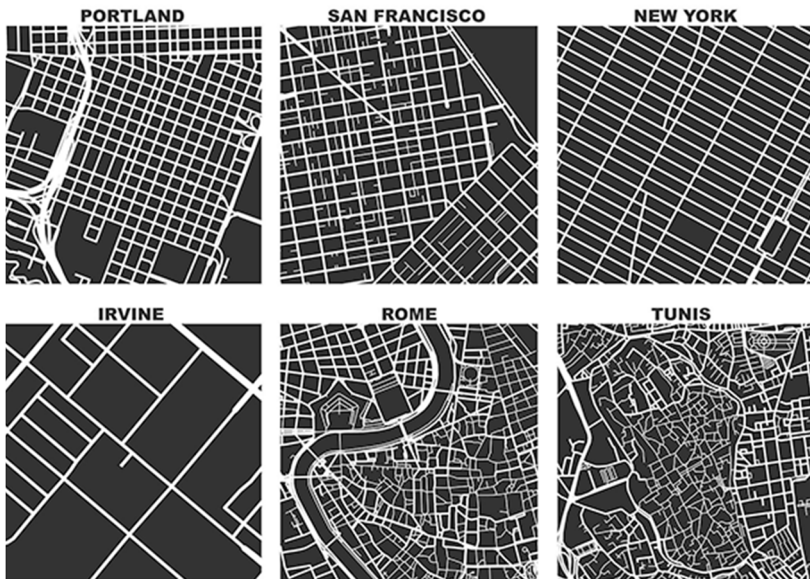 PORTLAND
SAN FRANCISCO
NEW YORK
IRVINE
ROME
TUNIS